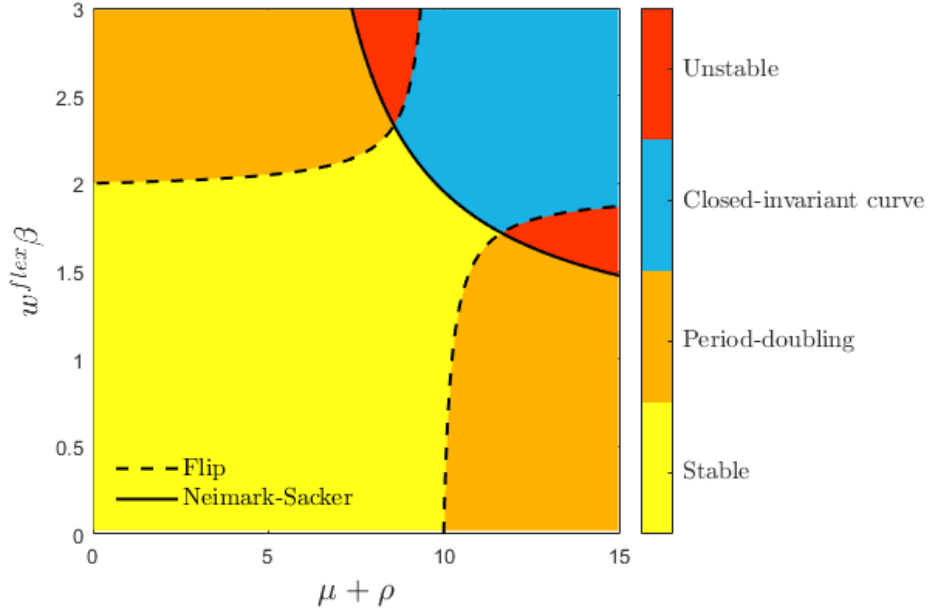 3
2.5
2
1.5
1
0.5
0
0
5
10
15
w^{flex}β
μ + ρ
Flip
Neimark-Sacker
Unstable
Closed-invariant curve
Period-doubling
Stable